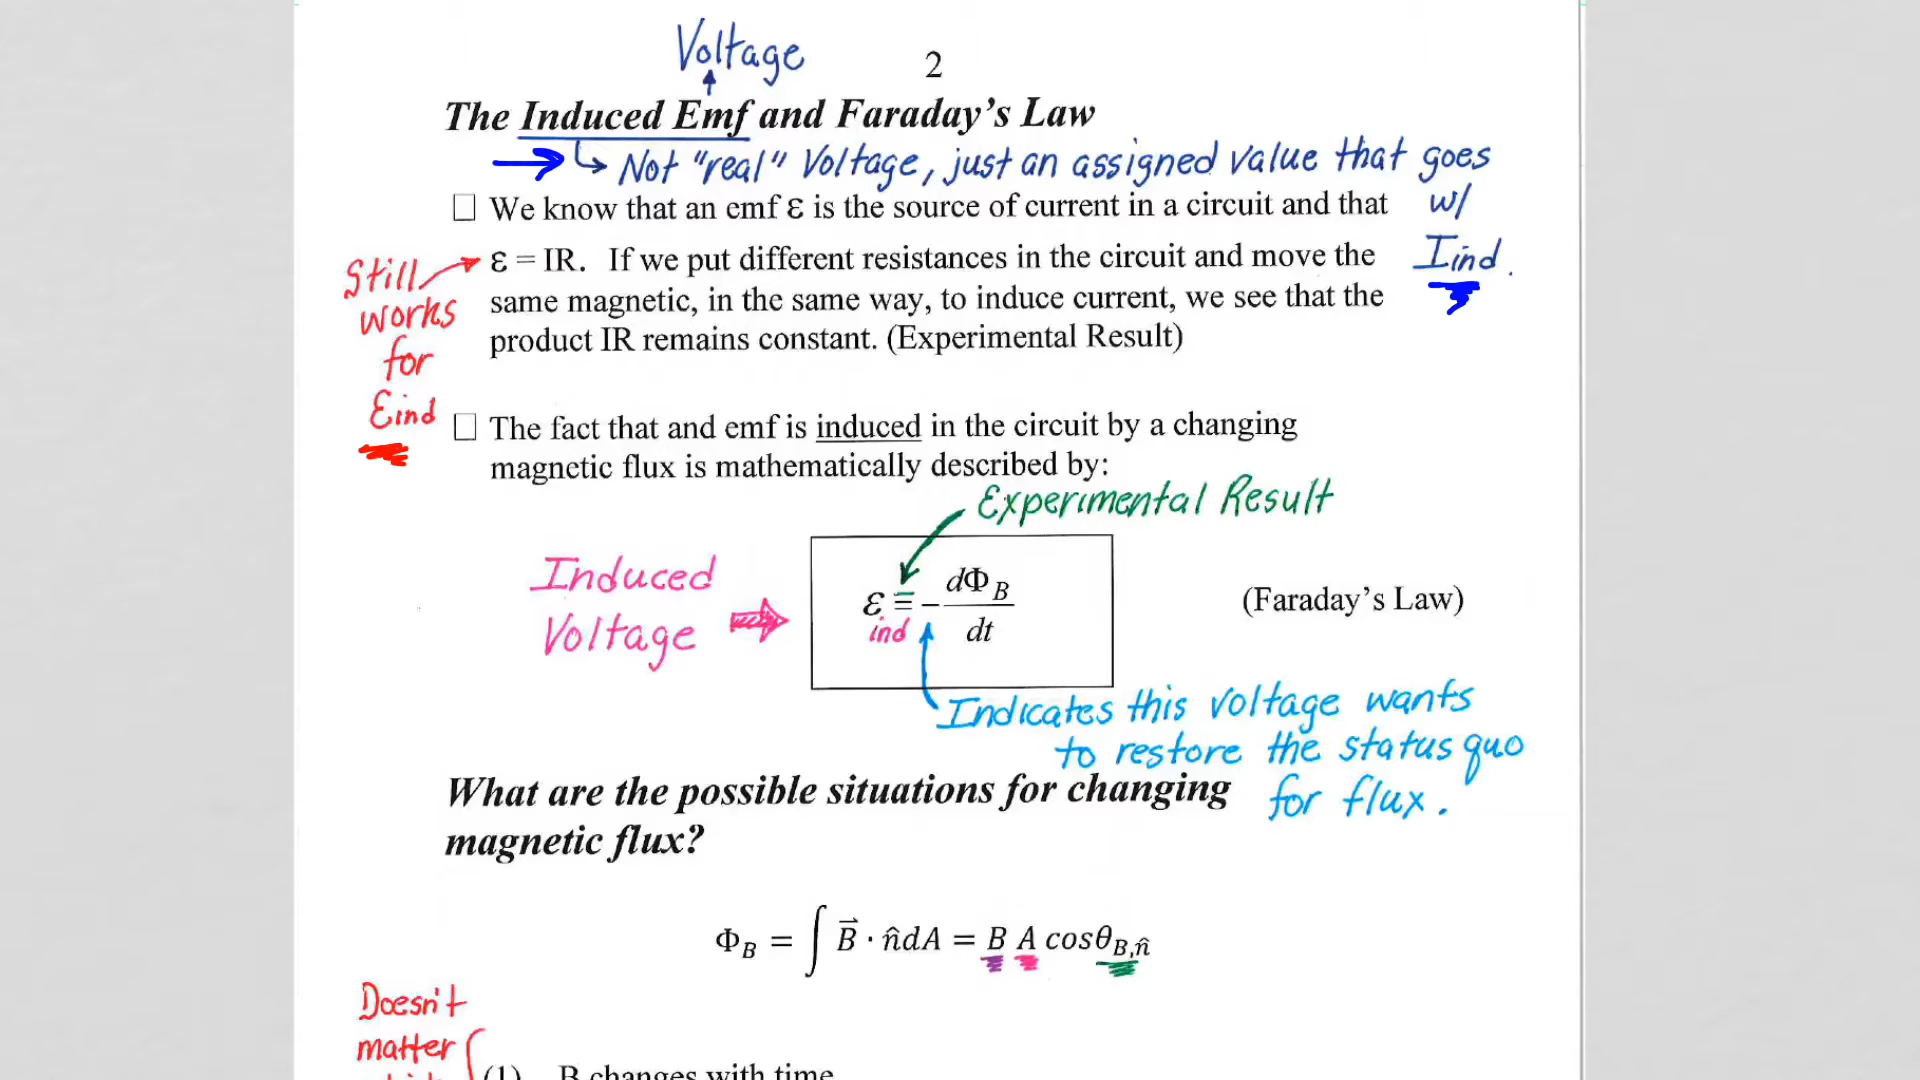 Voltage
2
The Induced Emf and Faraday's Law
Not "real" Voltage, just an assigned value that goes
w/
Iind.
□ We know that an emf ε is the source of current in a circuit and that
ε = IR. If we put different resistances in the circuit and move the
same magnetic, in the same way, to induce current, we see that the
product IR remains constant. (Experimental Result)
Still
works
for
Eind
□ The fact that and emf is induced in the circuit by a changing
magnetic flux is mathematically described by:
Experimental Result
Induced
Voltage
ε ind = - dΦB / dt
(Faraday's Law)
Indicates this voltage wants
to restore the status quo
for flux.
What are the possible situations for changing
magnetic flux?
ΦB = ∫ B⃗ · n̂dA = B A cosθB,n̂
Doesn't
matter
(1) B changes with time